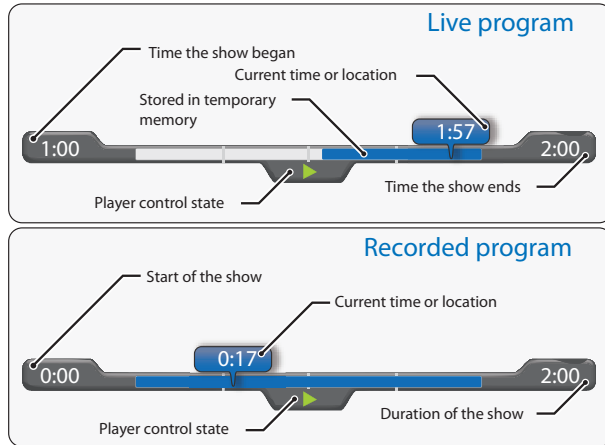 Live program
Time the show began
Current time or location
Stored in temporary
memory
1:57
1:00
2:00
Time the show ends
Player control state
Recorded program
Start of the show
Current time or location
0:17
0:00
2:00
Duration of the show
Player control state